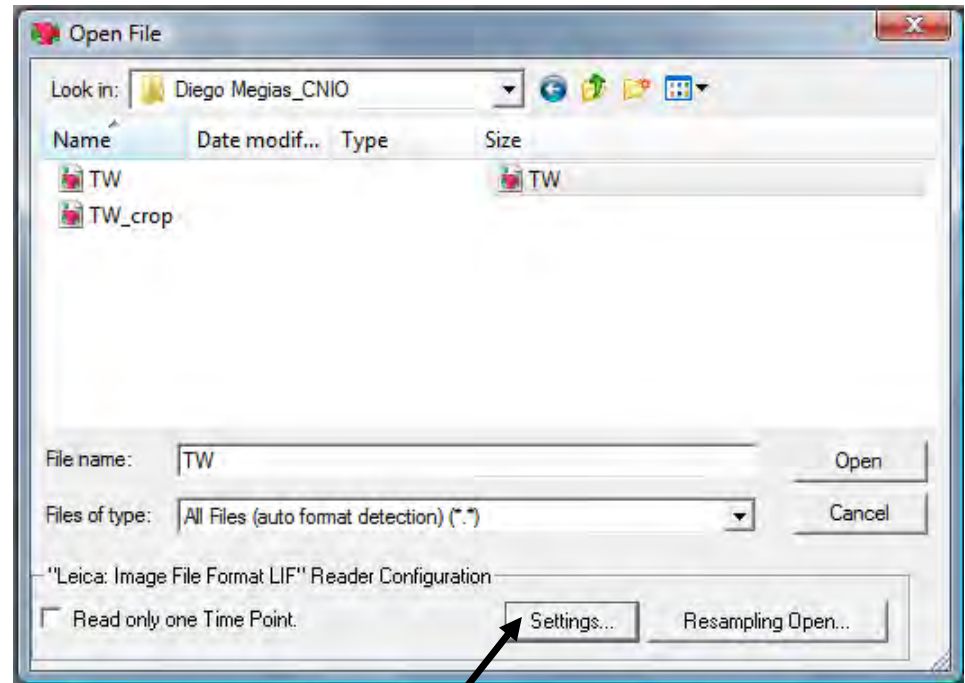 Open File
X
Look in: Diego Megias_CNIO
Name Date modif... Type Size
TW TW
TW_crop
File name: TW Open
Files of type: All Files (auto format detection) (*.*) Cancel
"Leica: Image File Format LIF" Reader Configuration
Read only one Time Point. Settings... Resampling Open...